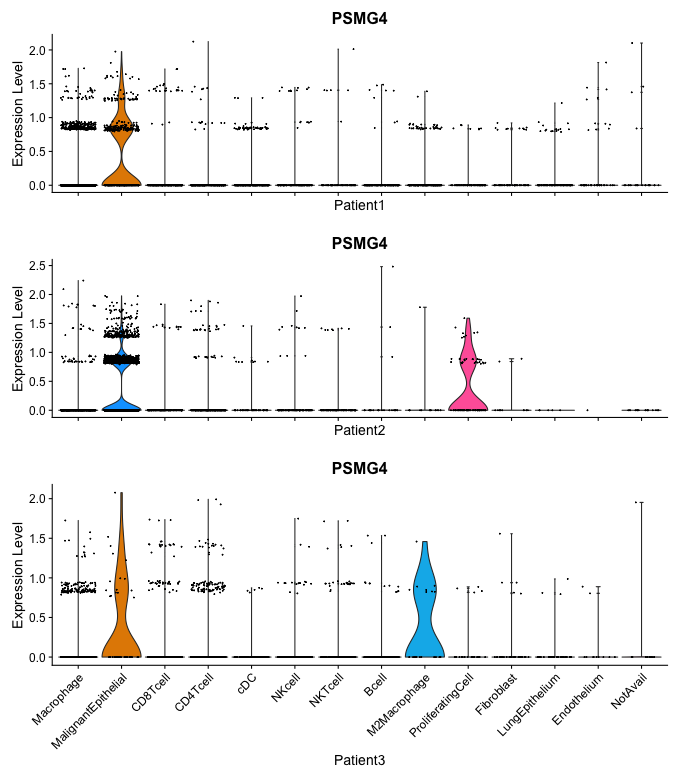 PSMG4
Expression Level
2.0
1.5
1.0
0.5
0.0
Patient1
PSMG4
Expression Level
2.5
2.0
1.5
1.0
0.5
0.0
Patient2
PSMG4
Expression Level
2.0
1.5
1.0
0.5
0.0
Macrophage
MalignantEpithelial
CD8Tcell
CD4Tcell
cDC
NKcell
NKTcell
Bcell
M2Macrophage
ProliferatingCell
Fibroblast
LungEpithelium
Endothelium
NotAvail
Patient3